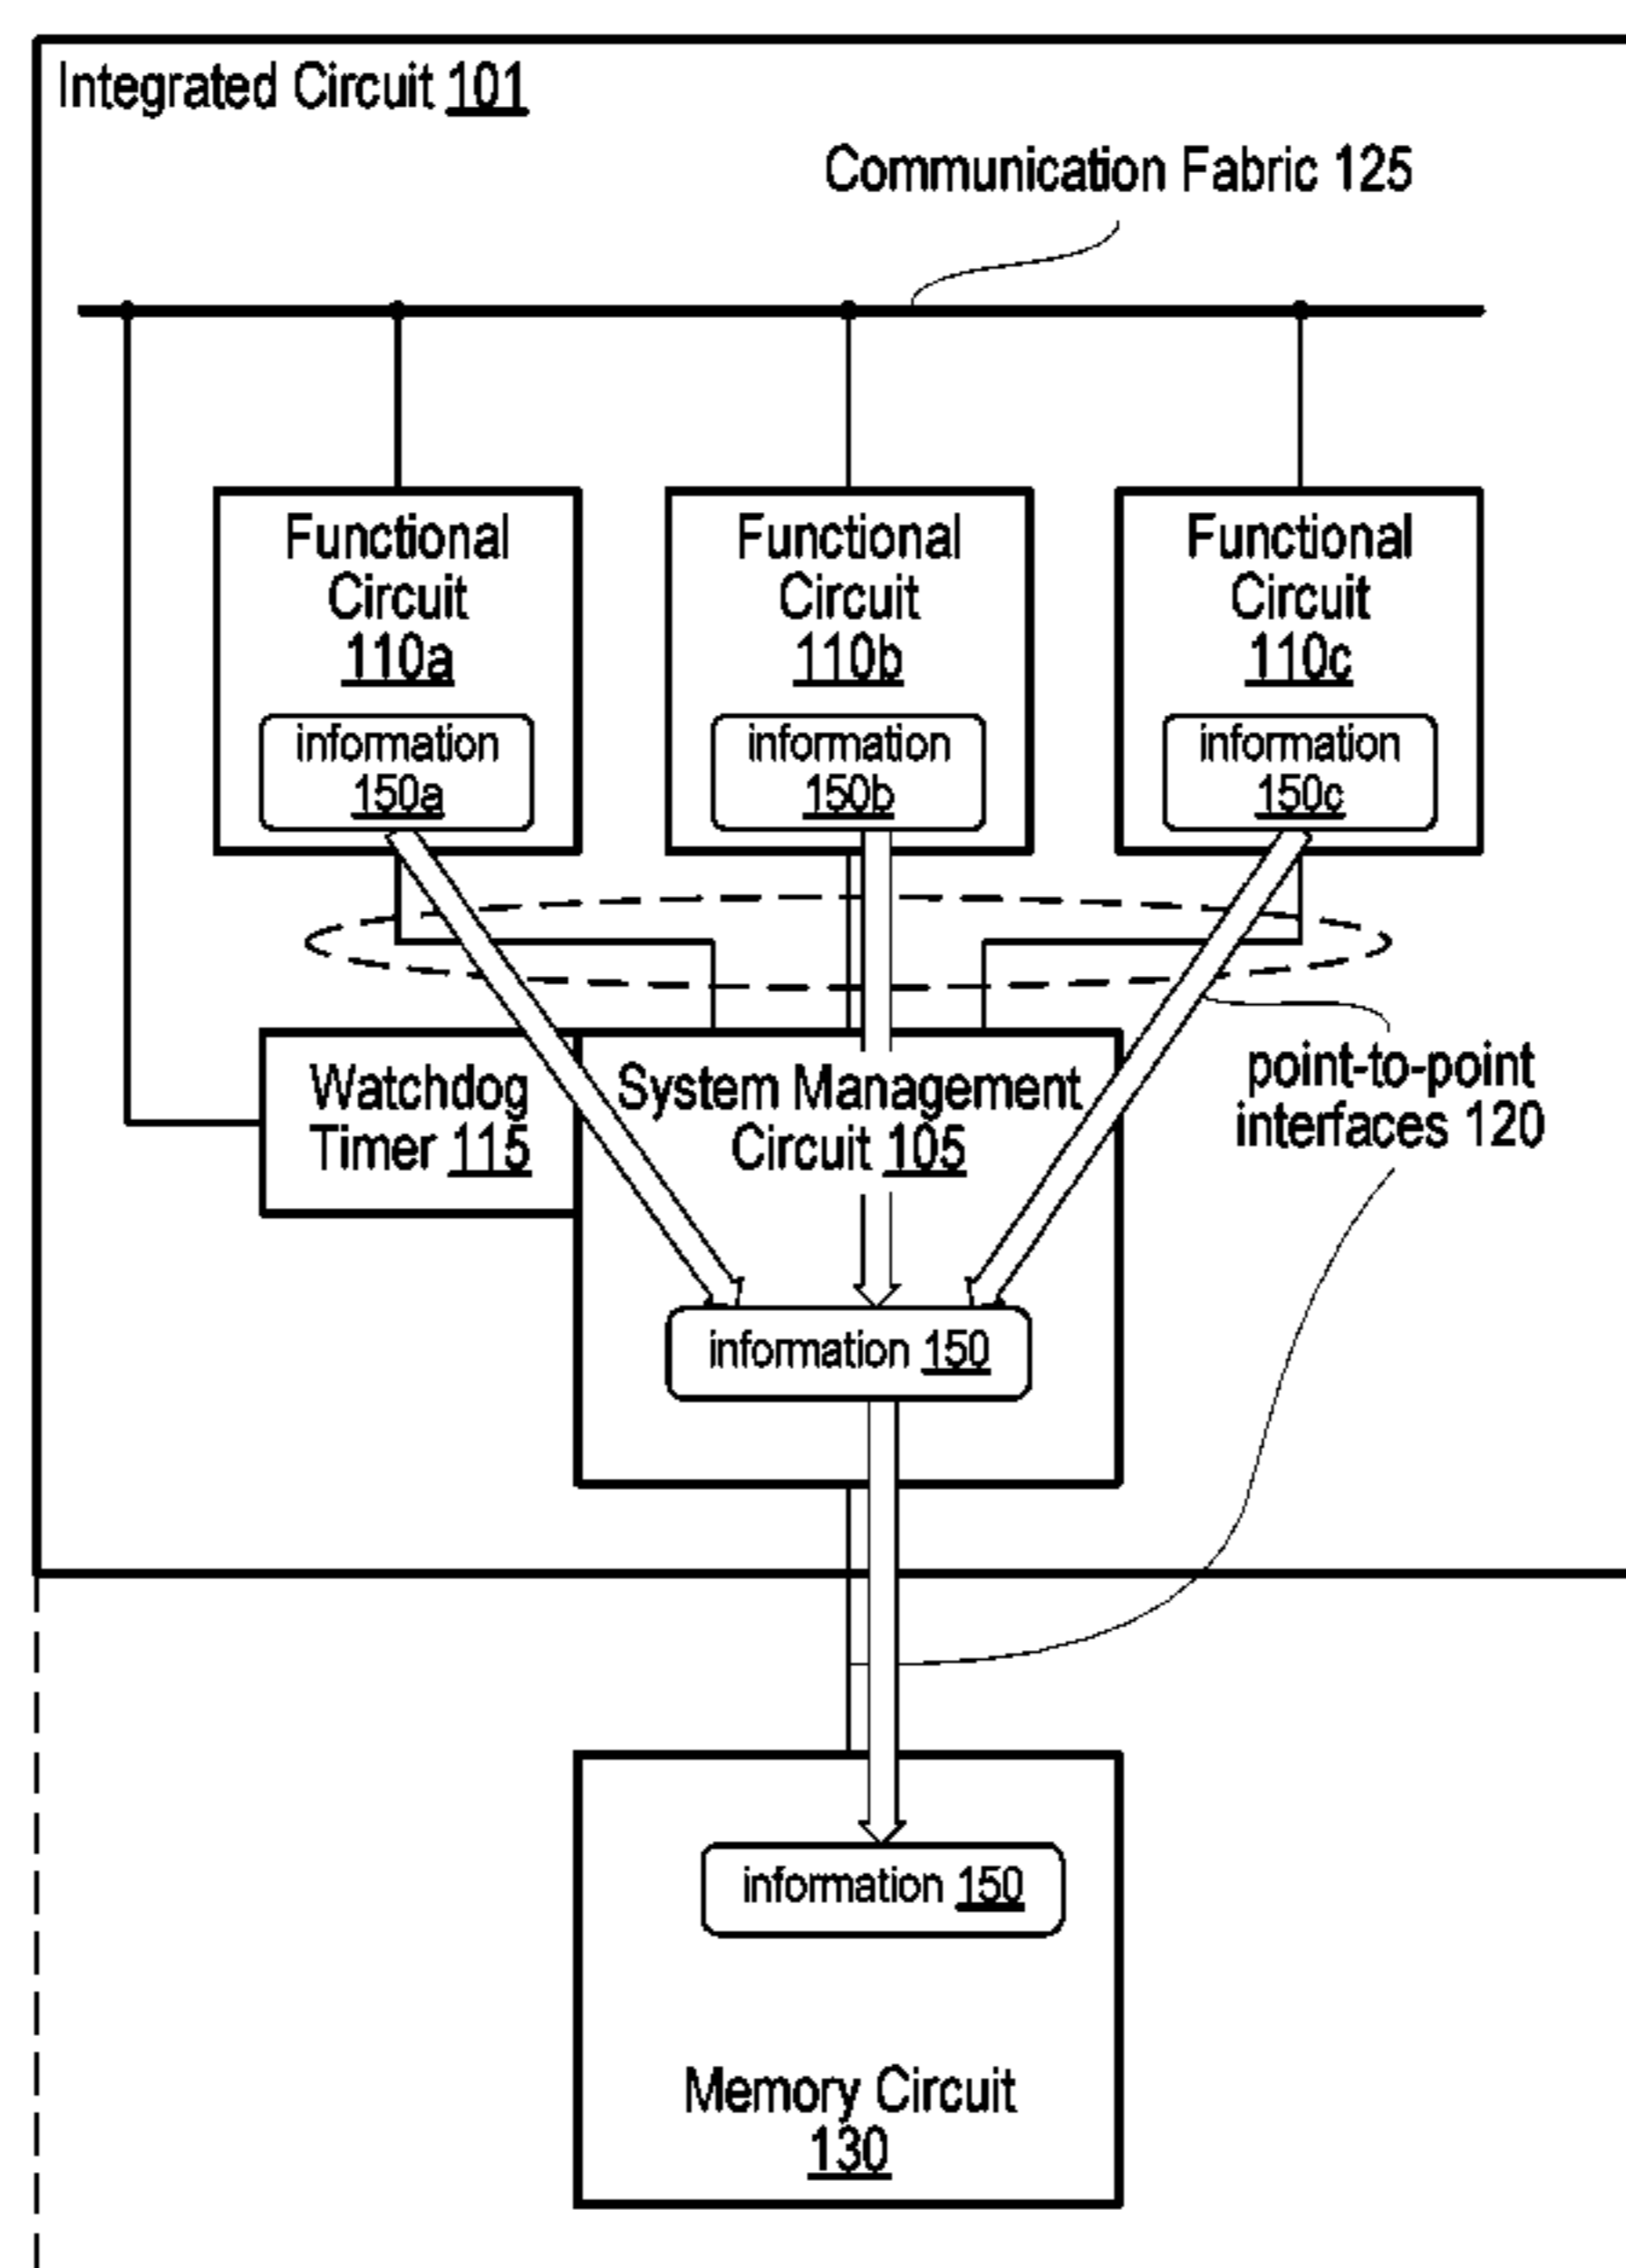 Integrated Circuit 101
Communication Fabric 125
Functional
Circuit
110a
information
150a
Functional
Circuit
110b
information
150b
Functional
Circuit
110c
information
150c
Watchdog
Timer 115
System Management
Circuit 105
point-to-point
interfaces 120
information 150
information 150
Memory Circuit
130